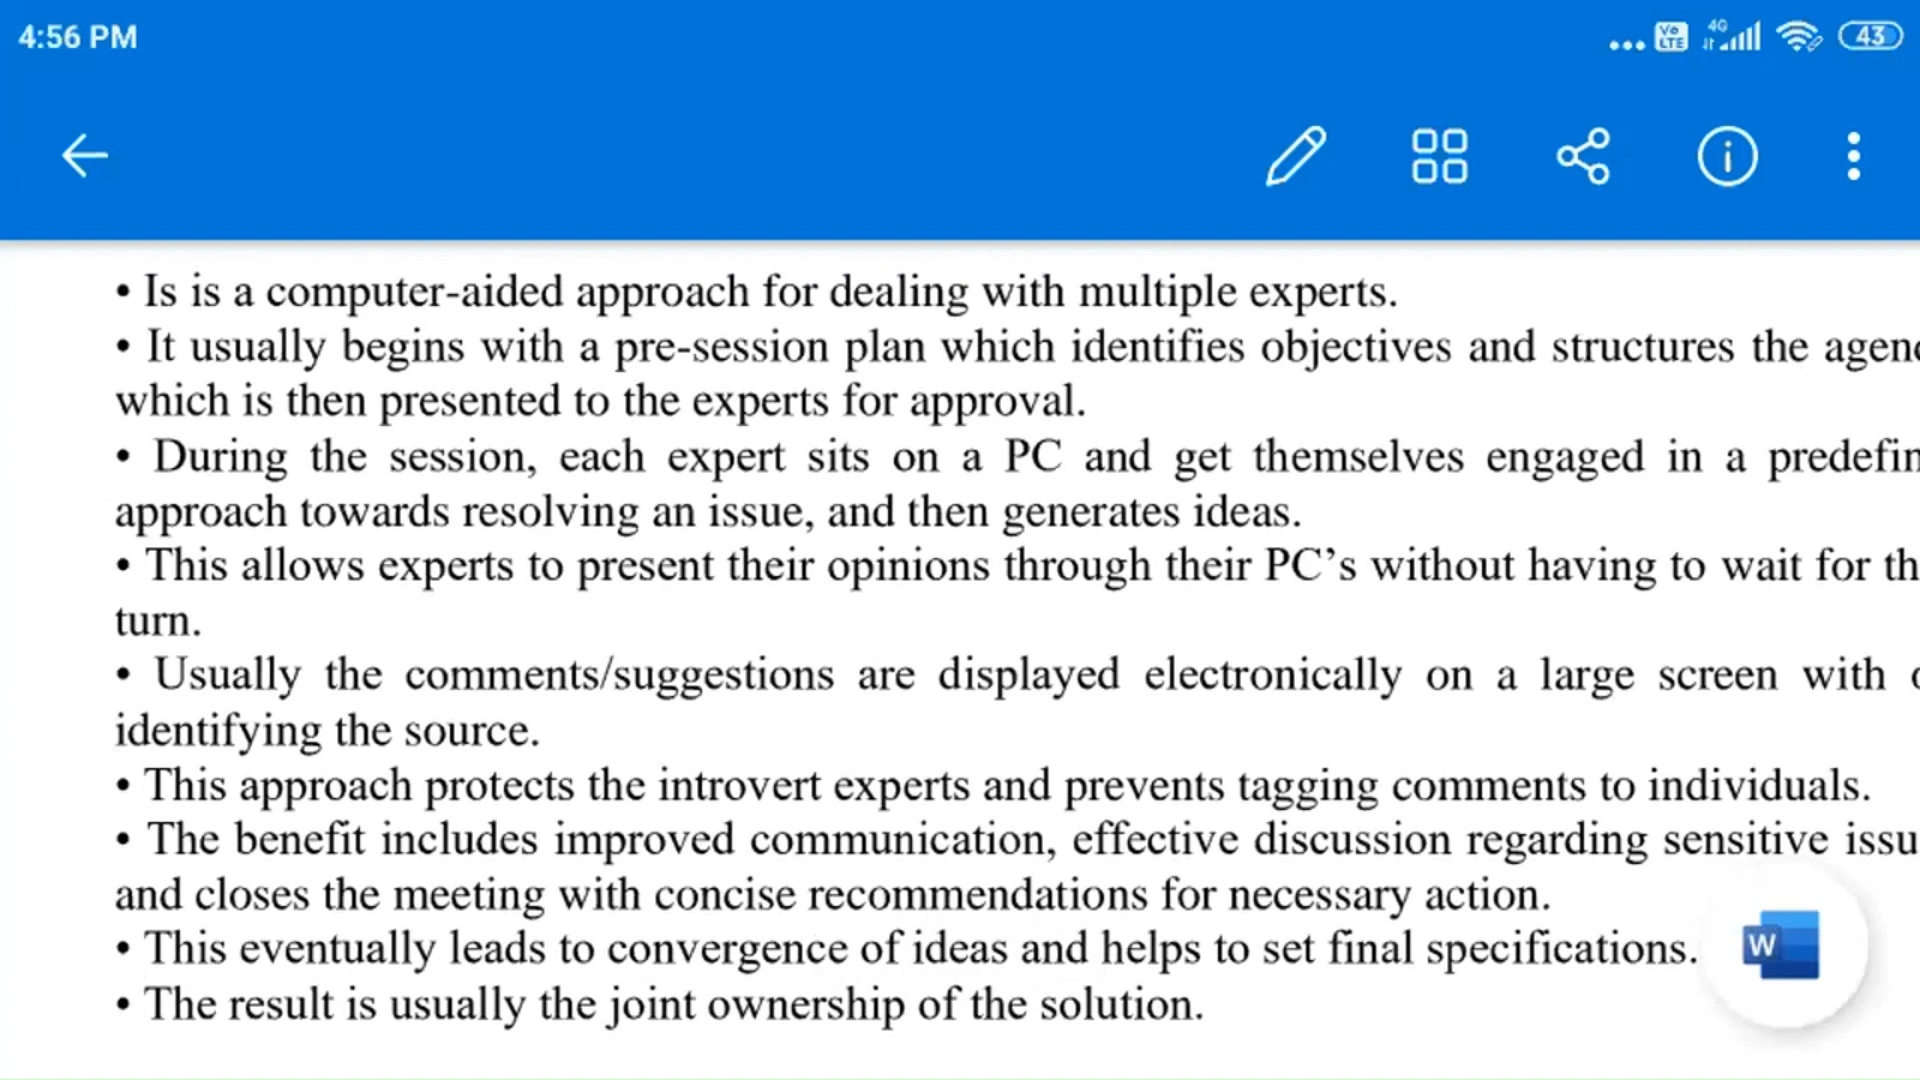 4:56 PM
Vo LTE 4G 43
• Is is a computer-aided approach for dealing with multiple experts.
• It usually begins with a pre-session plan which identifies objectives and structures the
which is then presented to the experts for approval.
• During the session, each expert sits on a PC and get themselves engaged in a
approach towards resolving an issue, and then generates ideas.
• This allows experts to present their opinions through their PC’s without having to wait for
turn.
• Usually the comments/suggestions are displayed electronically on a large screen with
identifying the source.
• This approach protects the introvert experts and prevents tagging comments to individuals.
• The benefit includes improved communication, effective discussion regarding sensitive
and closes the meeting with concise recommendations for necessary action.
• This eventually leads to convergence of ideas and helps to set final specifications.
W
• The result is usually the joint ownership of the solution.